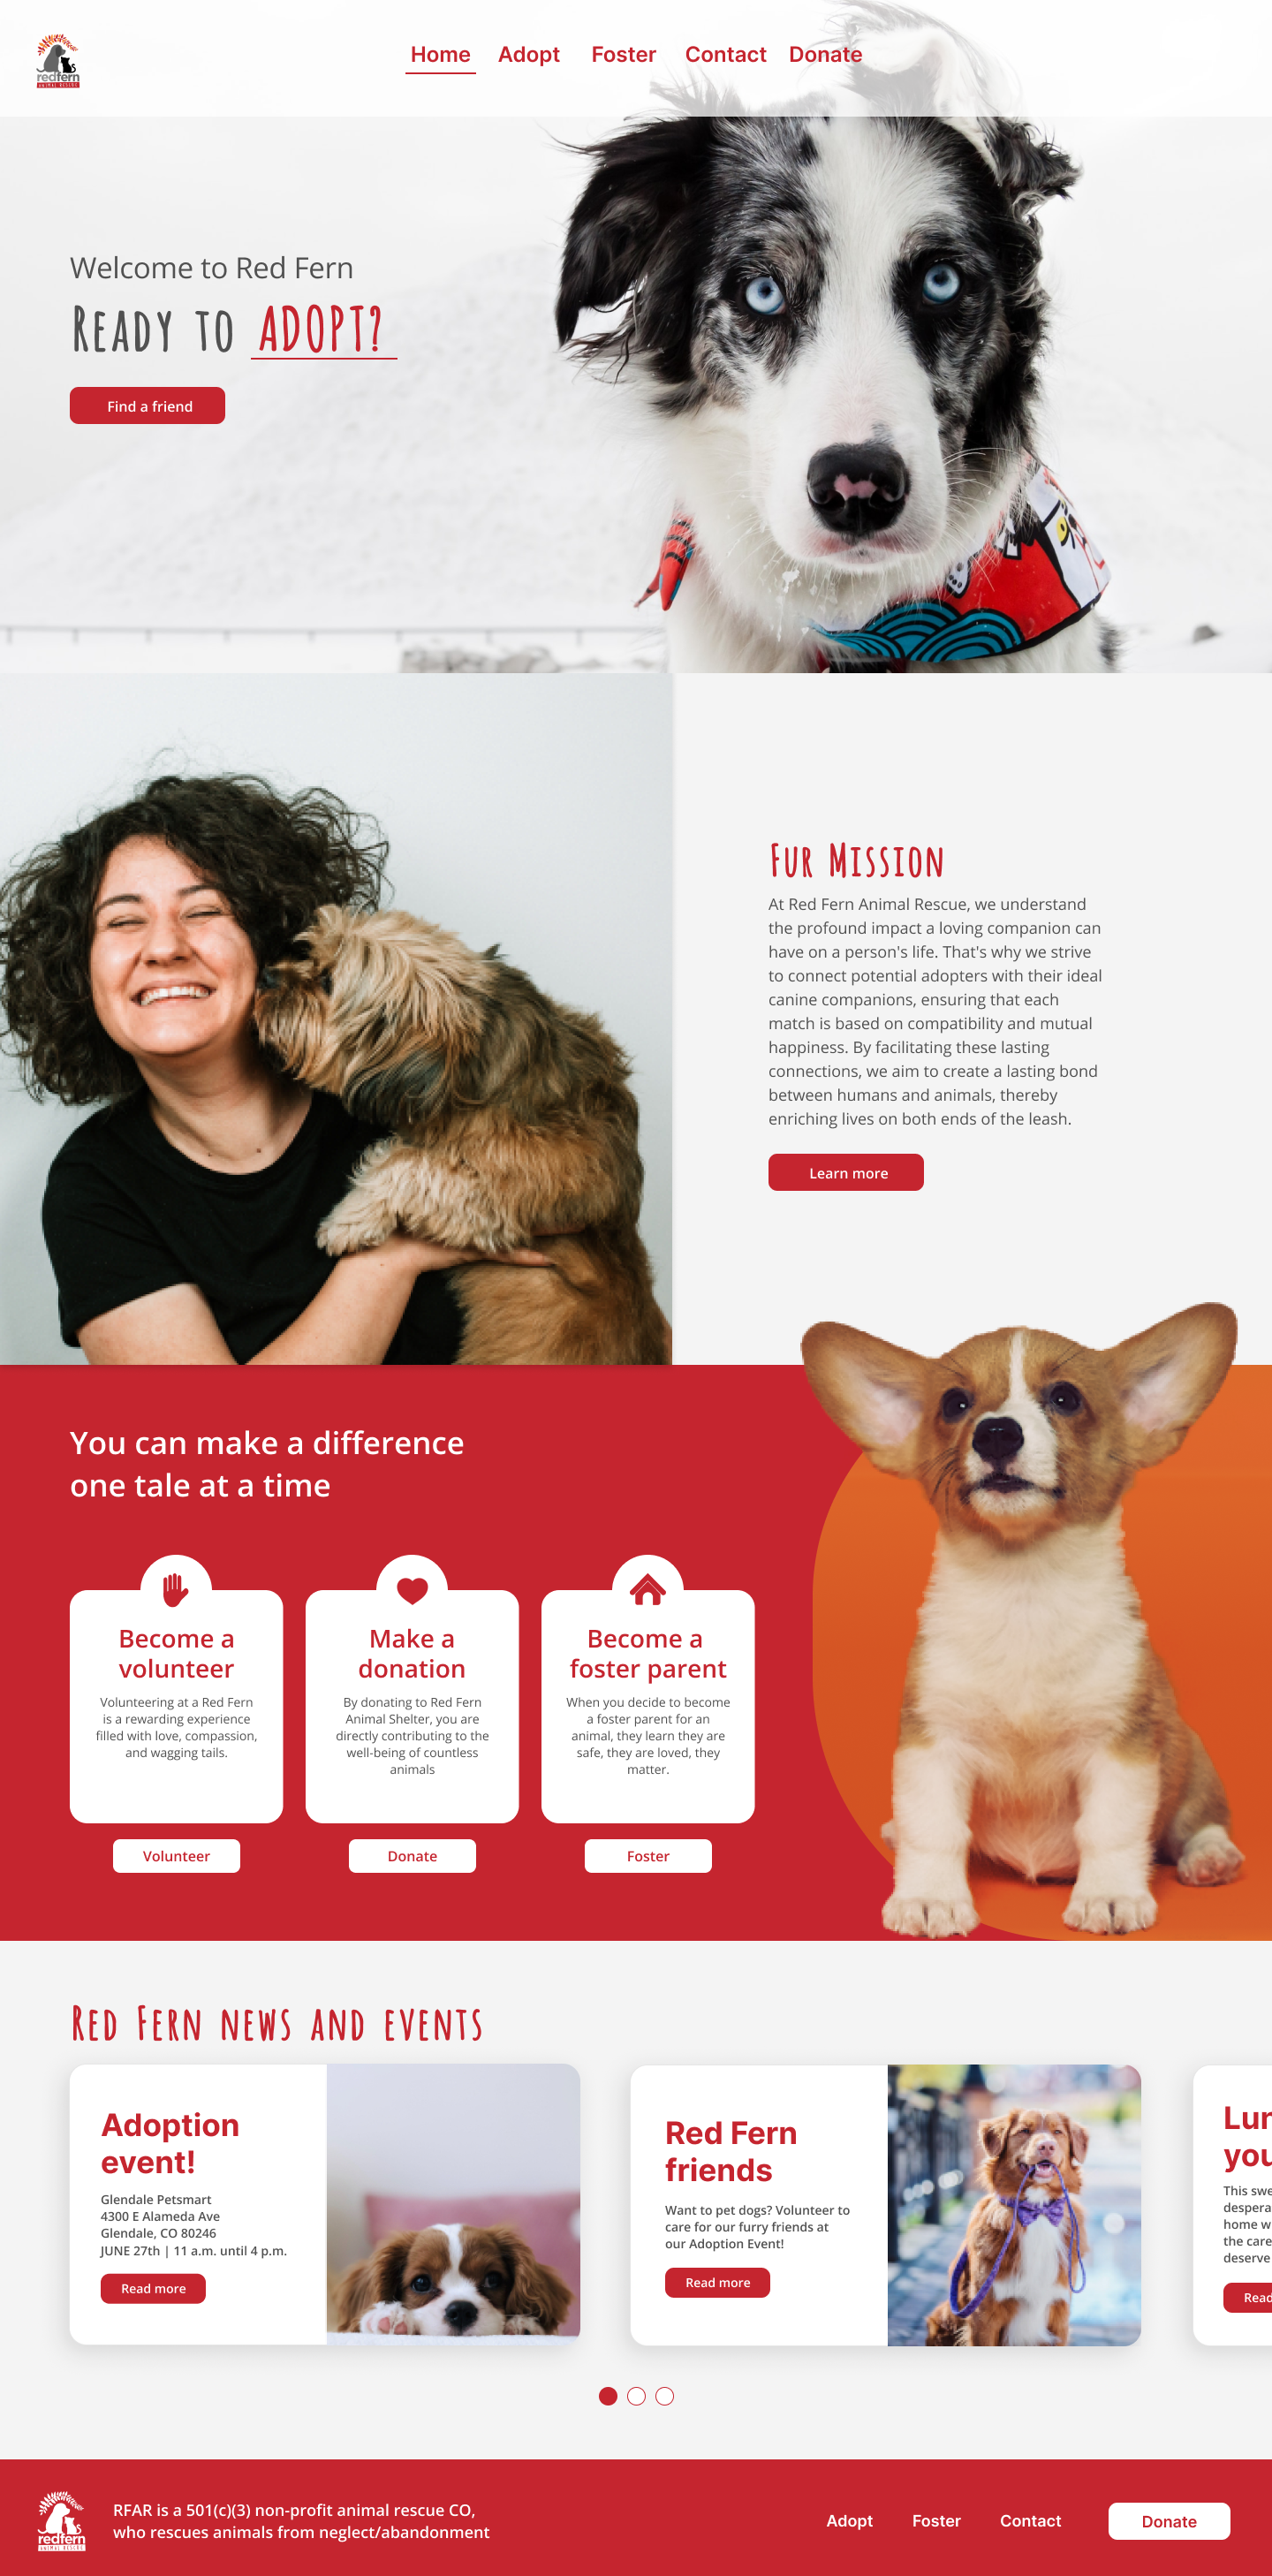 redfern
ANIMAL RESCUE
Home Adopt Foster Contact Donate
Welcome to Red Fern
Ready to ADOPT?
Find a friend
Fur Mission
At Red Fern Animal Rescue, we understand
the profound impact a loving companion can
have on a person's life. That's why we strive
to connect potential adopters with their ideal
canine companions, ensuring that each
match is based on compatibility and mutual
happiness. By facilitating these lasting
connections, we aim to create a lasting bond
between humans and animals, thereby
enriching lives on both ends of the leash.
Learn more
You can make a difference
one tale at a time
Become a
volunteer
Volunteering at a Red Fern
is a rewarding experience
filled with love, compassion,
and wagging tails.
Volunteer
Make a
donation
By donating to Red Fern
Animal Shelter, you are
directly contributing to the
well-being of countless
animals
Donate
Become a
foster parent
When you decide to become
a foster parent for an
animal, they learn they are
safe, they are loved, they
matter.
Foster
Red Fern news and events
Adoption
event!
Glendale Petsmart
4300 E Alameda Ave
Glendale, CO 80246
JUNE 27th | 11 a.m. until 4 p.m.
Read more
Red Fern
friends
Want to pet dogs? Volunteer to
care for our furry friends at
our Adoption Event!
Read more
Lur
you
This swe
despera
home w
the care
deserve
Read
redfern
ANIMAL RESCUE
RFAR is a 501(c)(3) non-profit animal rescue CO,
who rescues animals from neglect/abandonment
Adopt Foster Contact Donate